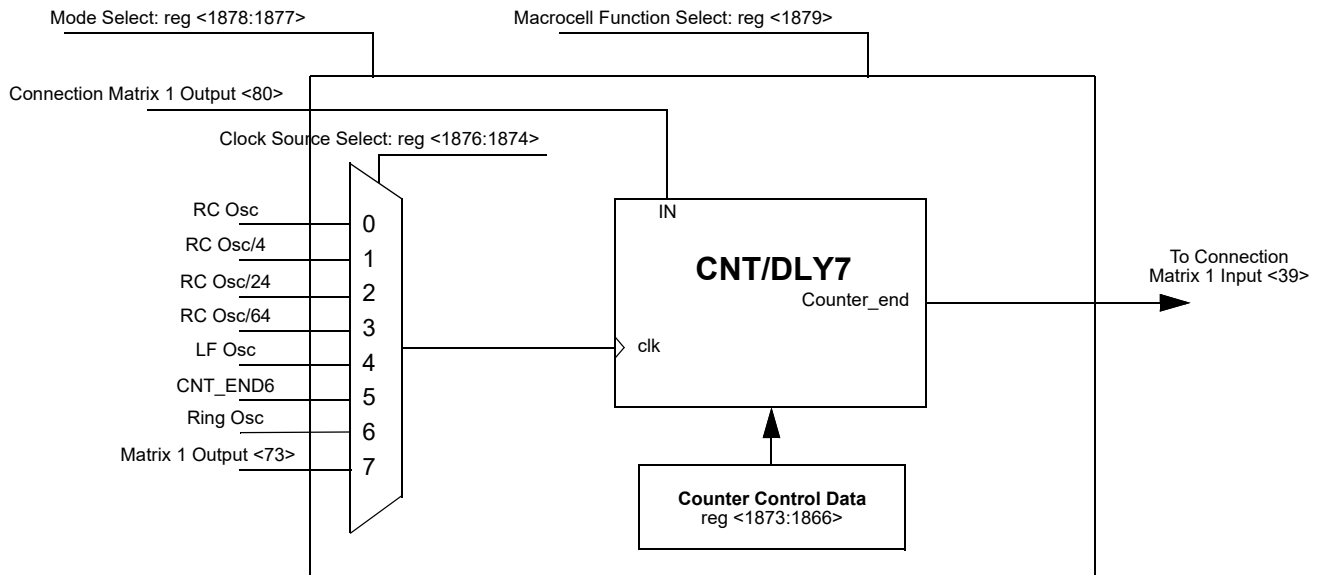 Mode Select: reg <1878:1877>
Macrocell Function Select: reg <1879>
Connection Matrix 1 Output <80>
Clock Source Select: reg <1876:1874>
RC Osc
0
RC Osc/4
1
RC Osc/24
2
RC Osc/64
3
LF Osc
4
CNT_END6
5
Ring Osc
6
Matrix 1 Output <73>
7
IN
CNT/DLY7
Counter_end
clk
To Connection
Matrix 1 Input <39>
Counter Control Data
reg <1873:1866>